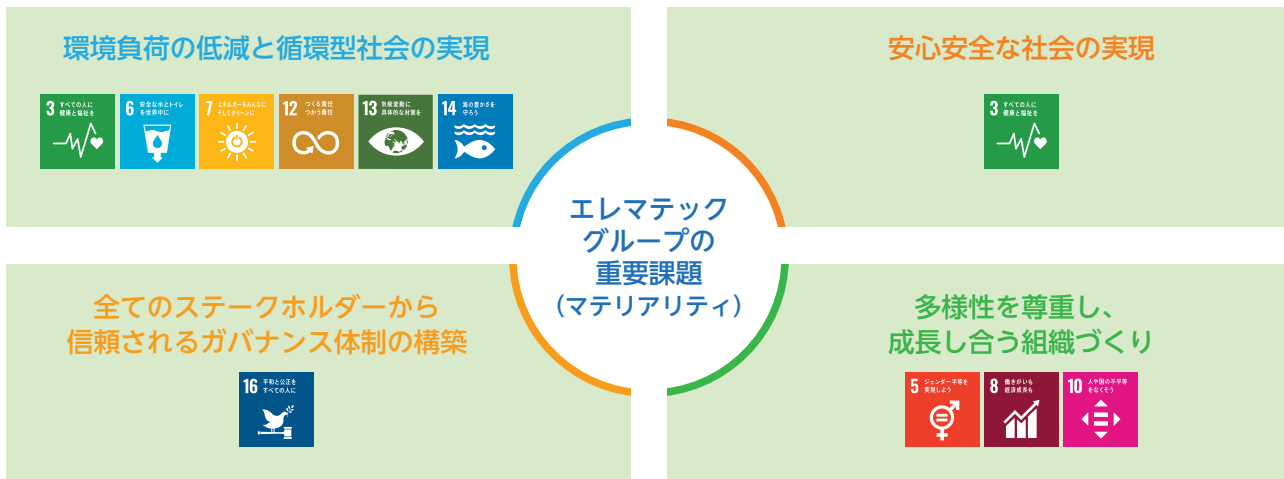 環境負荷の低減と循環型社会の実現
3 すべての人に
健康と福祉を
6 安全な水とトイレ
を世界中に
7 エネルギーをみんなに
そしてクリーンに
12 つくる責任
つかう責任
13 気候変動に
具体的な対策を
14 海の豊かさを
守ろう
安心安全な社会の実現
3 すべての人に
健康と福祉を
エレマテック
グループの
重要課題
（マテリアリティ）
全てのステークホルダーから
信頼されるガバナンス体制の構築
16 平和と公正を
すべての人に
多様性を尊重し、
成長し合う組織づくり
5 ジェンダー平等を
実現しよう
8 働きがいも
経済成長も
10 人や国の不平等
をなくそう